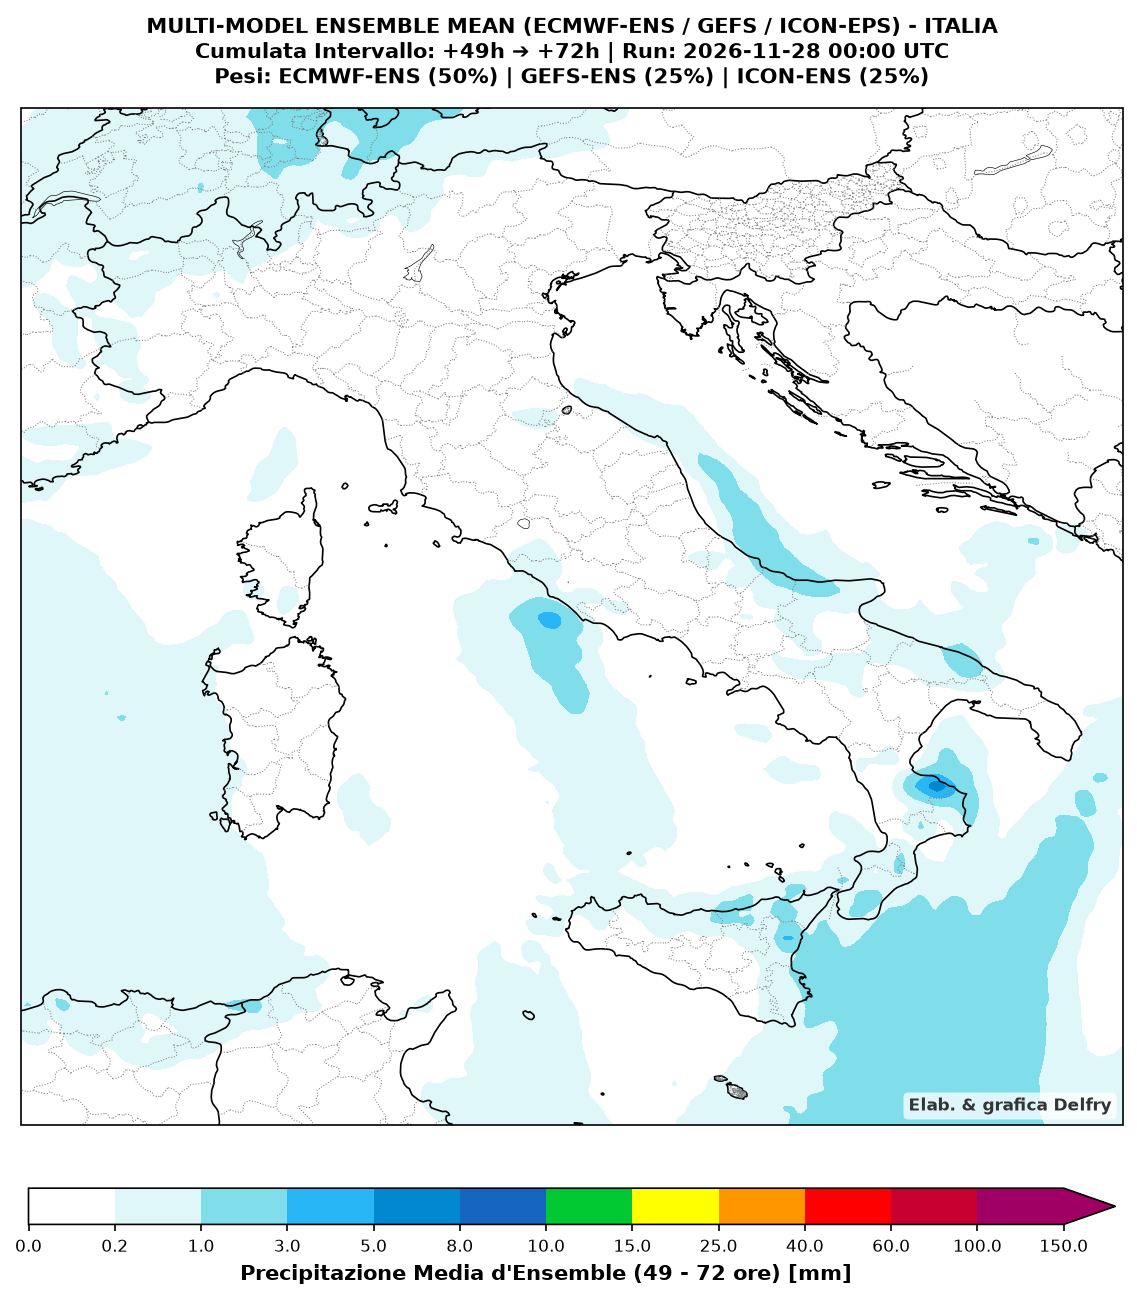 MULTI-MODEL ENSEMBLE MEAN (ECMWF-ENS / GEFS / ICON-EPS) - ITALIA
Cumulata Intervallo: +49h → +72h | Run: 2026-11-28 00:00 UTC
Pesi: ECMWF-ENS (50%) | GEFS-ENS (25%) | ICON-ENS (25%)
Elab. & grafica Delfry
0.0 0.2 1.0 3.0 5.0 8.0 10.0 15.0 25.0 40.0 60.0 100.0 150.0
Precipitazione Media d'Ensemble (49 - 72 ore) [mm]